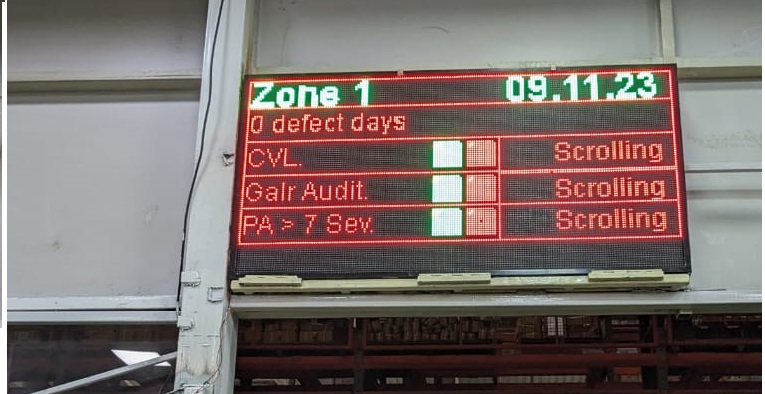 Zone 1 09.11.23
0 defect days
CVL. Scrolling
Galr Audit. Scrolling
PA > 7 Sev. Scrolling